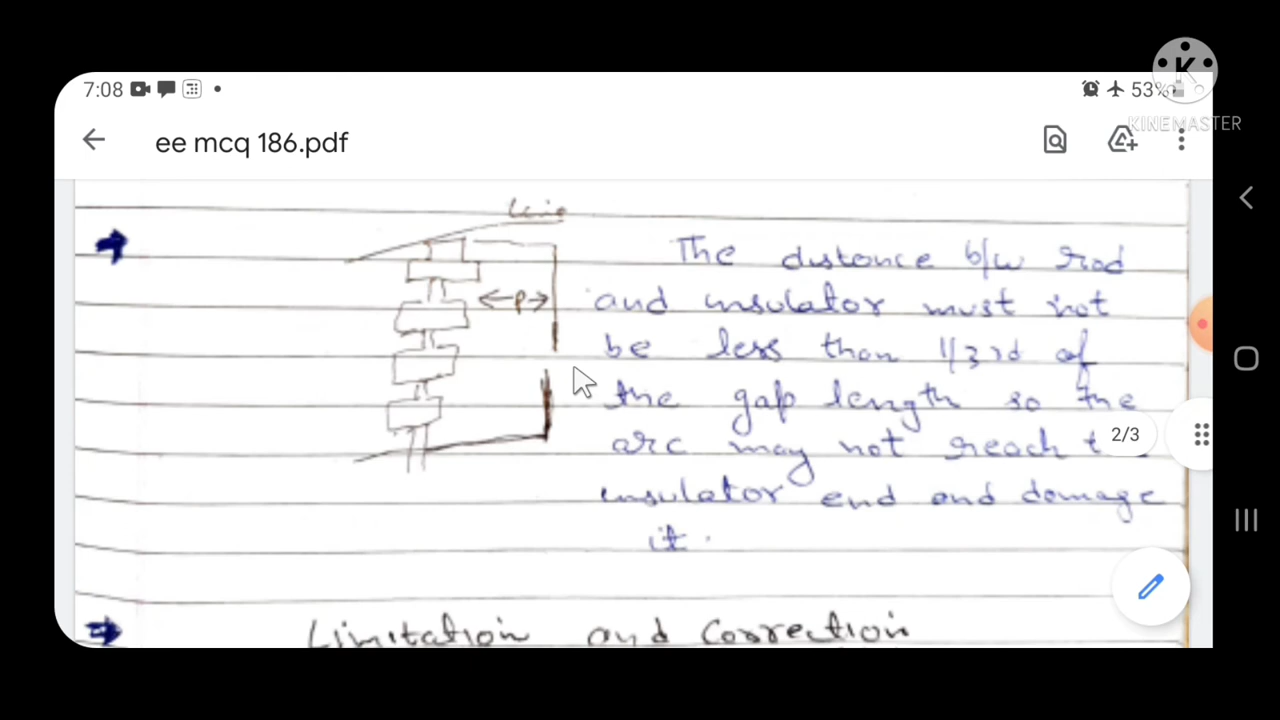 7:08
53%
KINEMASTER
ee mcq 186.pdf
Line
The distance b/w rod
and insulator must not
P
be less than 1/3rd of
the gap length so the
2/3
arc may not reach t
insulator end and damage
it.
Limitation and Correction